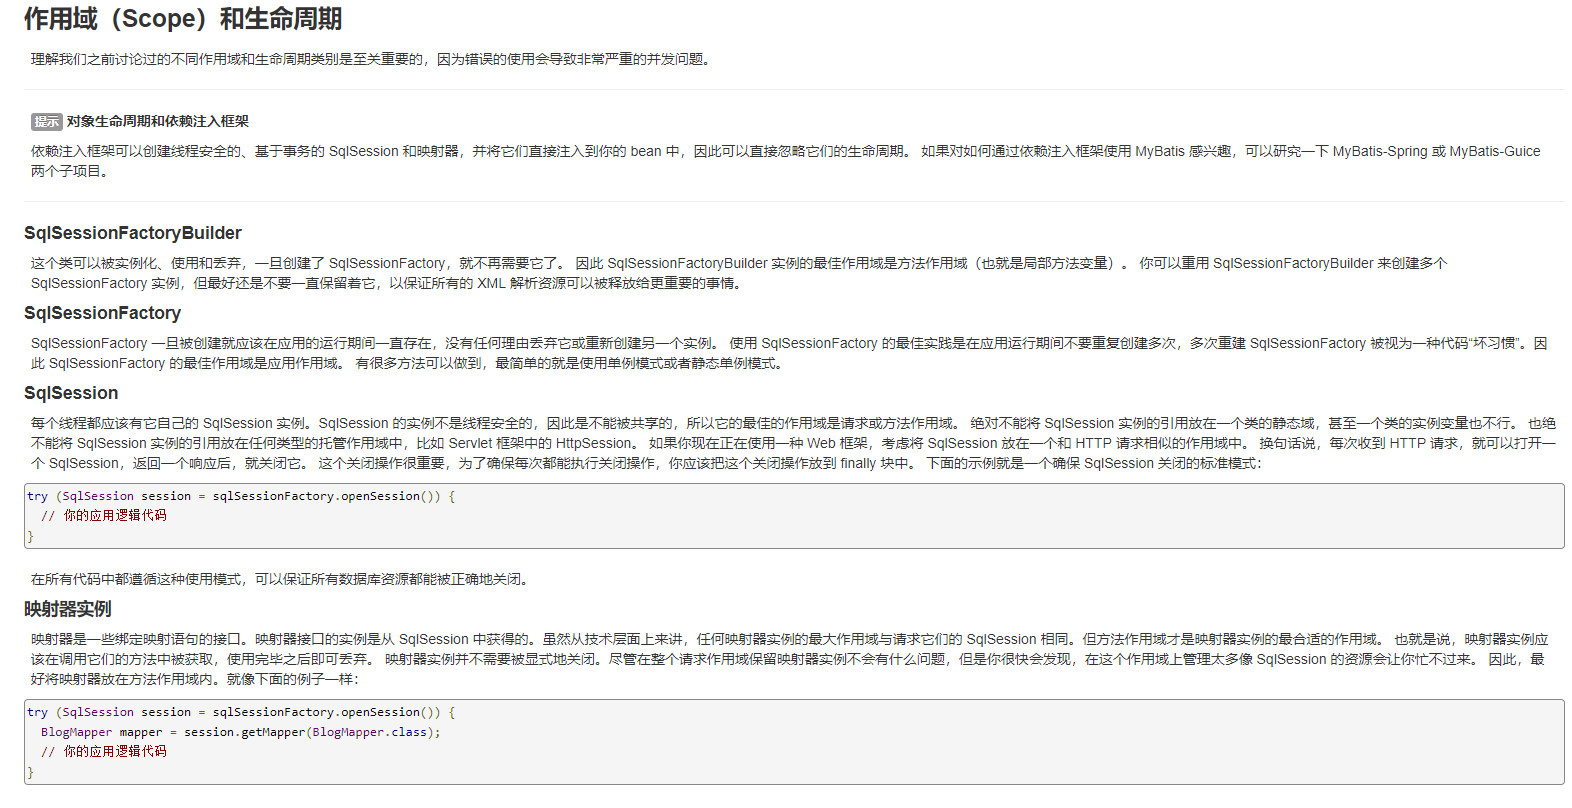 作用域（Scope）和生命周期
理解我们之前讨论过的不同作用域和生命周期类别是至关重要的，因为错误的使用会导致非常严重的并发问题。
提示 对象生命周期和依赖注入框架
依赖注入框架可以创建线程安全的、基于事务的 SqlSession 和映射器，并将它们直接注入到你的 bean 中，因此可以直接忽略它们的生命周期。 如果对如何通过依赖注入框架使用 MyBatis 感兴趣，可以研究一下 MyBatis-Spring 或 MyBatis-Guice
两个子项目。
SqlSessionFactoryBuilder
这个类可以被实例化、使用和丢弃，一旦创建了 SqlSessionFactory，就不再需要它了。 因此 SqlSessionFactoryBuilder 实例的最佳作用域是方法作用域（也就是局部方法变量）。 你可以重用 SqlSessionFactoryBuilder 来创建多个
SqlSessionFactory 实例，但最好还是不要一直保留着它，以保证所有的 XML 解析资源可以被释放给更重要的事情。
SqlSessionFactory
SqlSessionFactory 一旦被创建就应该在应用的运行期间一直存在，没有任何理由丢弃它或重新创建另一个实例。 使用 SqlSessionFactory 的最佳实践是在应用运行期间不要重复创建多次，多次重建 SqlSessionFactory 被视为一种代码“坏习惯”。因
此 SqlSessionFactory 的最佳作用域是应用作用域。 有很多方法可以做到，最简单的就是使用单例模式或者静态单例模式。
SqlSession
每个线程都应该有它自己的 SqlSession 实例。SqlSession 的实例不是线程安全的，因此是不能被共享的，所以它的最佳的作用域是请求或方法作用域。 绝对不能将 SqlSession 实例的引用放在一个类的静态域，甚至一个类的实例变量也不行。 也绝
不能将 SqlSession 实例的引用放在任何类型的托管作用域中，比如 Servlet 框架中的 HttpSession。 如果你现在正在使用一种 Web 框架，考虑将 SqlSession 放在一个和 HTTP 请求相似的作用域中。 换句话说，每次收到 HTTP 请求，就可以打开一
个 SqlSession，返回一个响应后，就关闭它。 这个关闭操作很重要，为了确保每次都能执行关闭操作，你应该把这个关闭操作放到 finally 块中。 下面的示例就是一个确保 SqlSession 关闭的标准模式：
try (SqlSession session = sqlSessionFactory.openSession()) {
// 你的应用逻辑代码
}
在所有代码中都遵循这种使用模式，可以保证所有数据库资源都能被正确地关闭。
映射器实例
映射器是一些绑定映射语句的接口。映射器接口的实例是从 SqlSession 中获得的。虽然从技术层面上来讲，任何映射器实例的最大作用域与请求它们的 SqlSession 相同。但方法作用域才是映射器实例的最合适的作用域。 也就是说，映射器实例应
该在调用它们的方法中被获取，使用完毕之后即可丢弃。 映射器实例并不需要被显式地关闭。尽管在整个请求作用域保留映射器实例不会有什么问题，但是你很快会发现，在这个作用域上管理太多像 SqlSession 的资源会让你忙不过来。 因此，最
好将映射器放在方法作用域内。就像下面的例子一样：
try (SqlSession session = sqlSessionFactory.openSession()) {
BlogMapper mapper = session.getMapper(BlogMapper.class);
// 你的应用逻辑代码
}